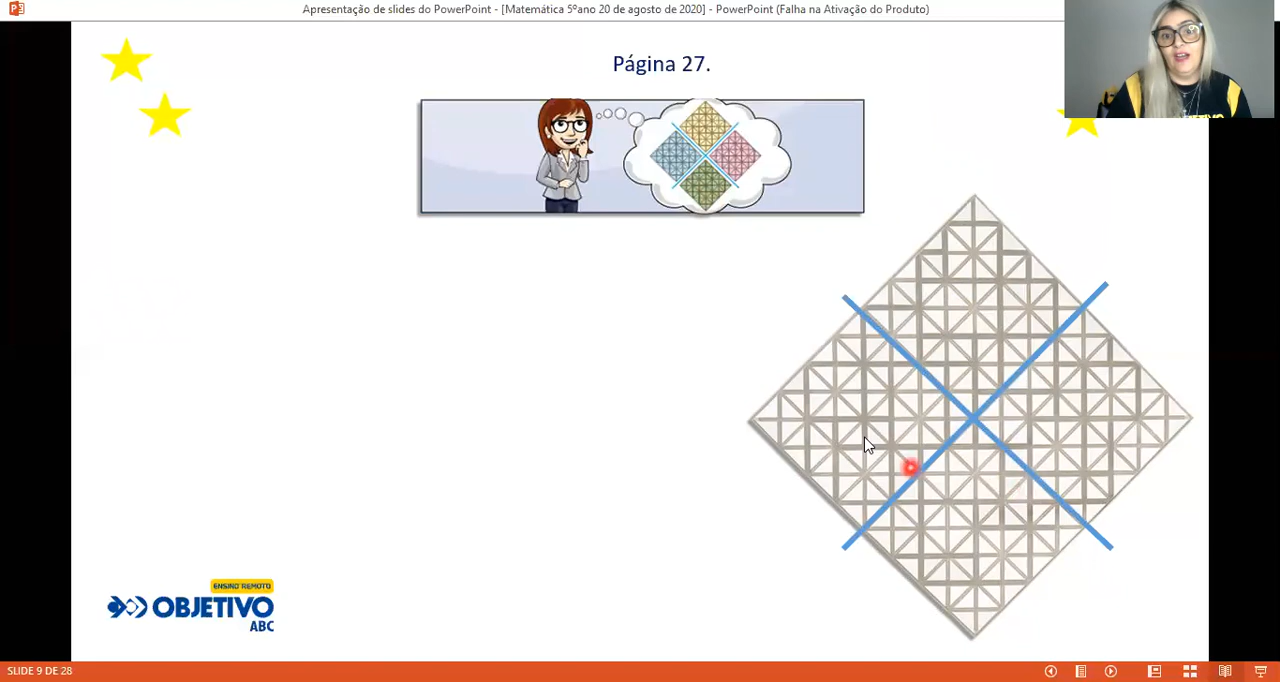 Apresentação de slides do PowerPoint - [Matemática 5ºano 20 de agosto de 2020] - PowerPoint (Falha na Ativação do Produto)
Página 27.
ENSINO REMOTO
OBJETIVO
ABC
SLIDE 9 DE 28